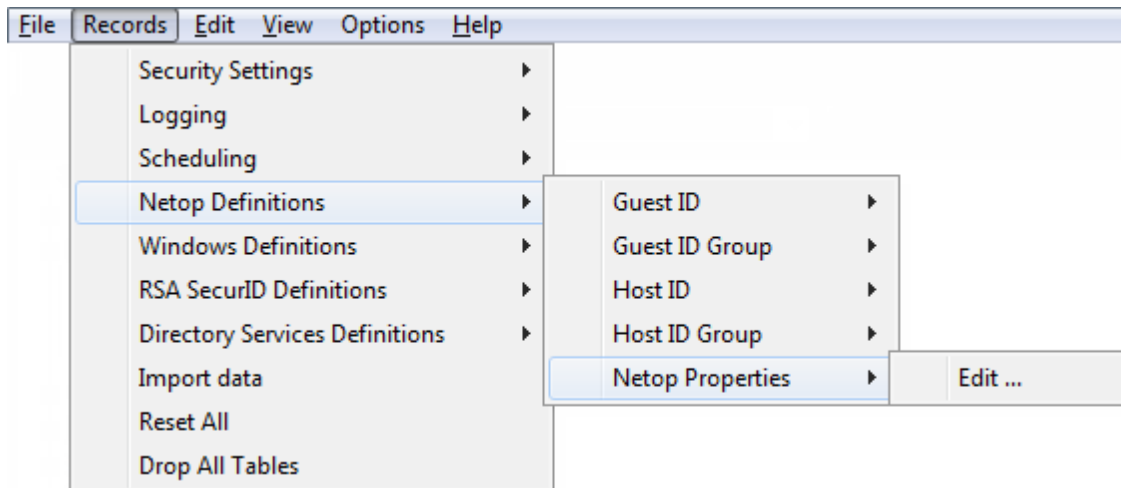 File Records Edit View Options Help
Security Settings
Logging
Scheduling
Netop Definitions
Windows Definitions
RSA SecurID Definitions
Directory Services Definitions
Import data
Reset All
Drop All Tables
Guest ID
Guest ID Group
Host ID
Host ID Group
Netop Properties
Edit ...